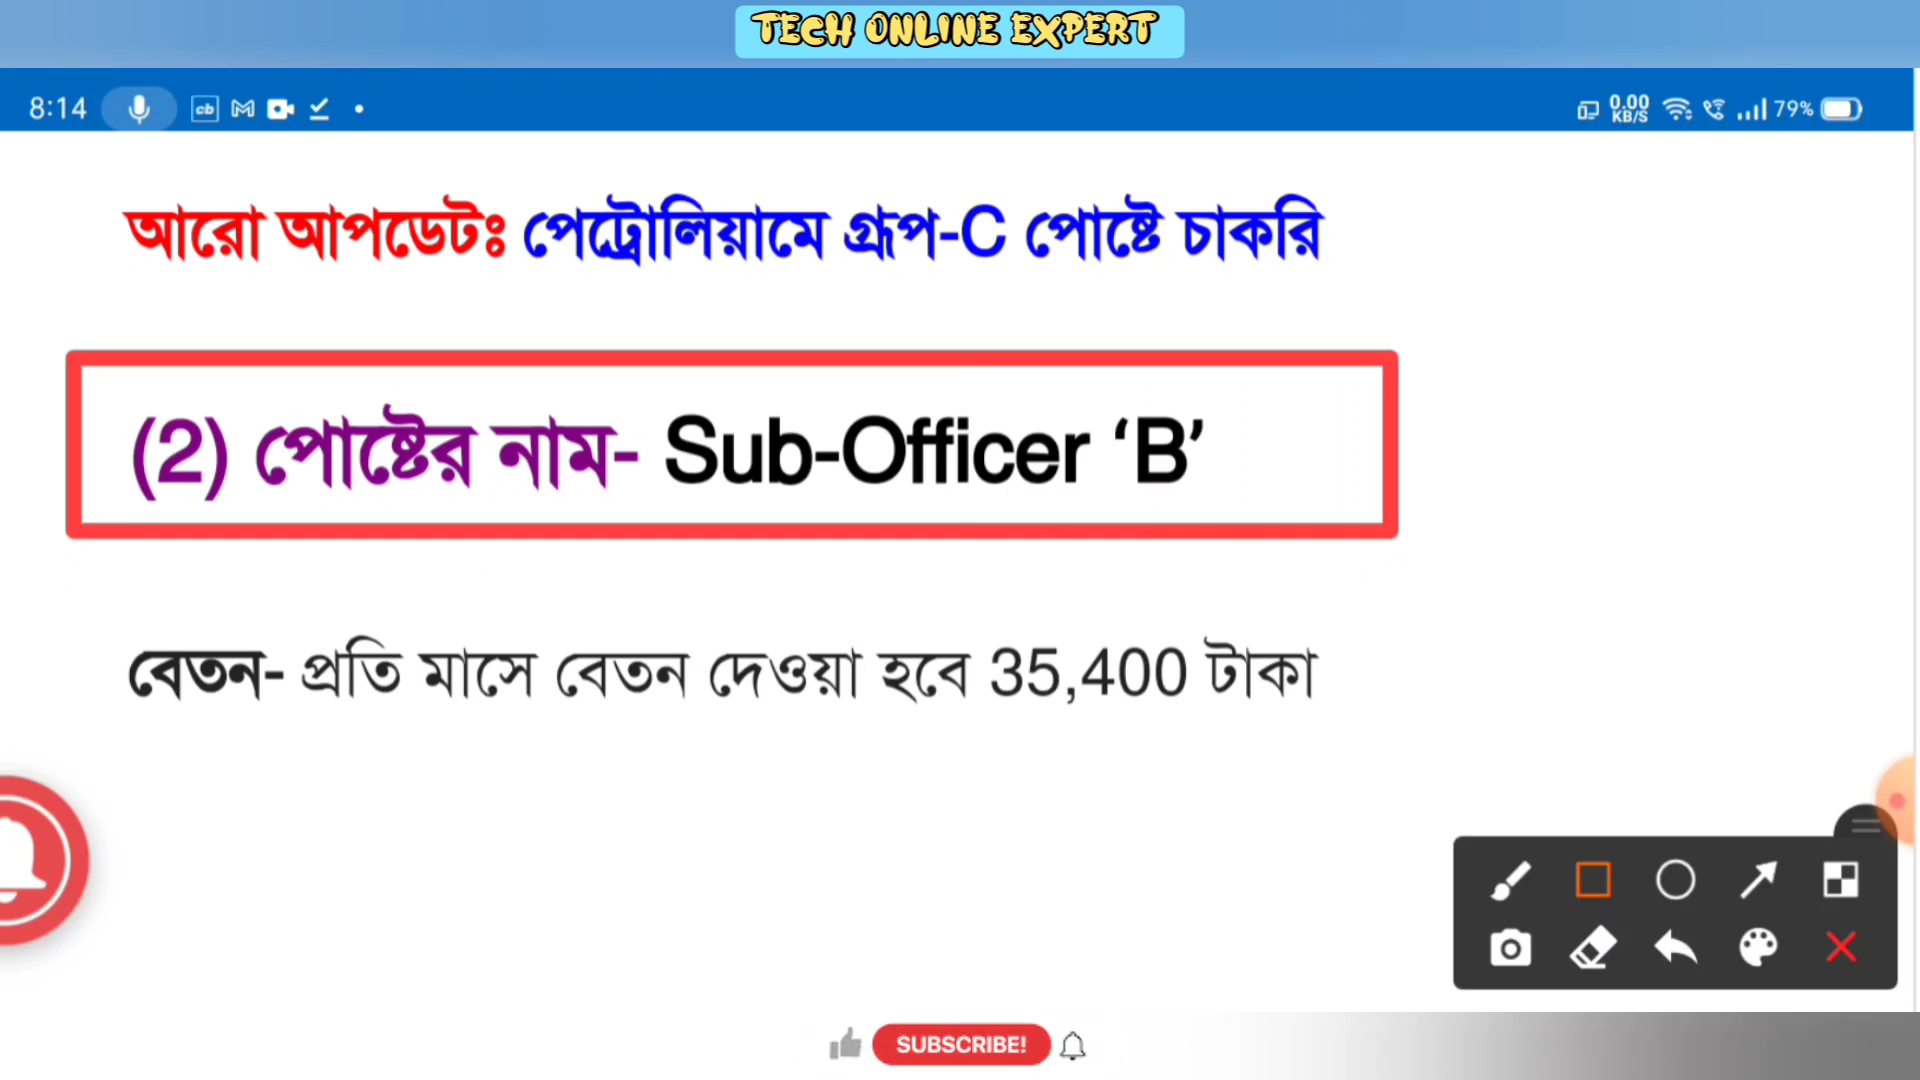 TECH ONLINE EXPERT
8:14 cb 0.00 KB/S 79%
আরো আপডেটঃ পেট্রোলিয়ামে গ্রূপ-C পোষ্টে চাকরি
(2) পোষ্টের নাম- Sub-Officer ‘B’
বেতন- প্রতি মাসে বেতন দেওয়া হবে 35,400 টাকা
SUBSCRIBE!